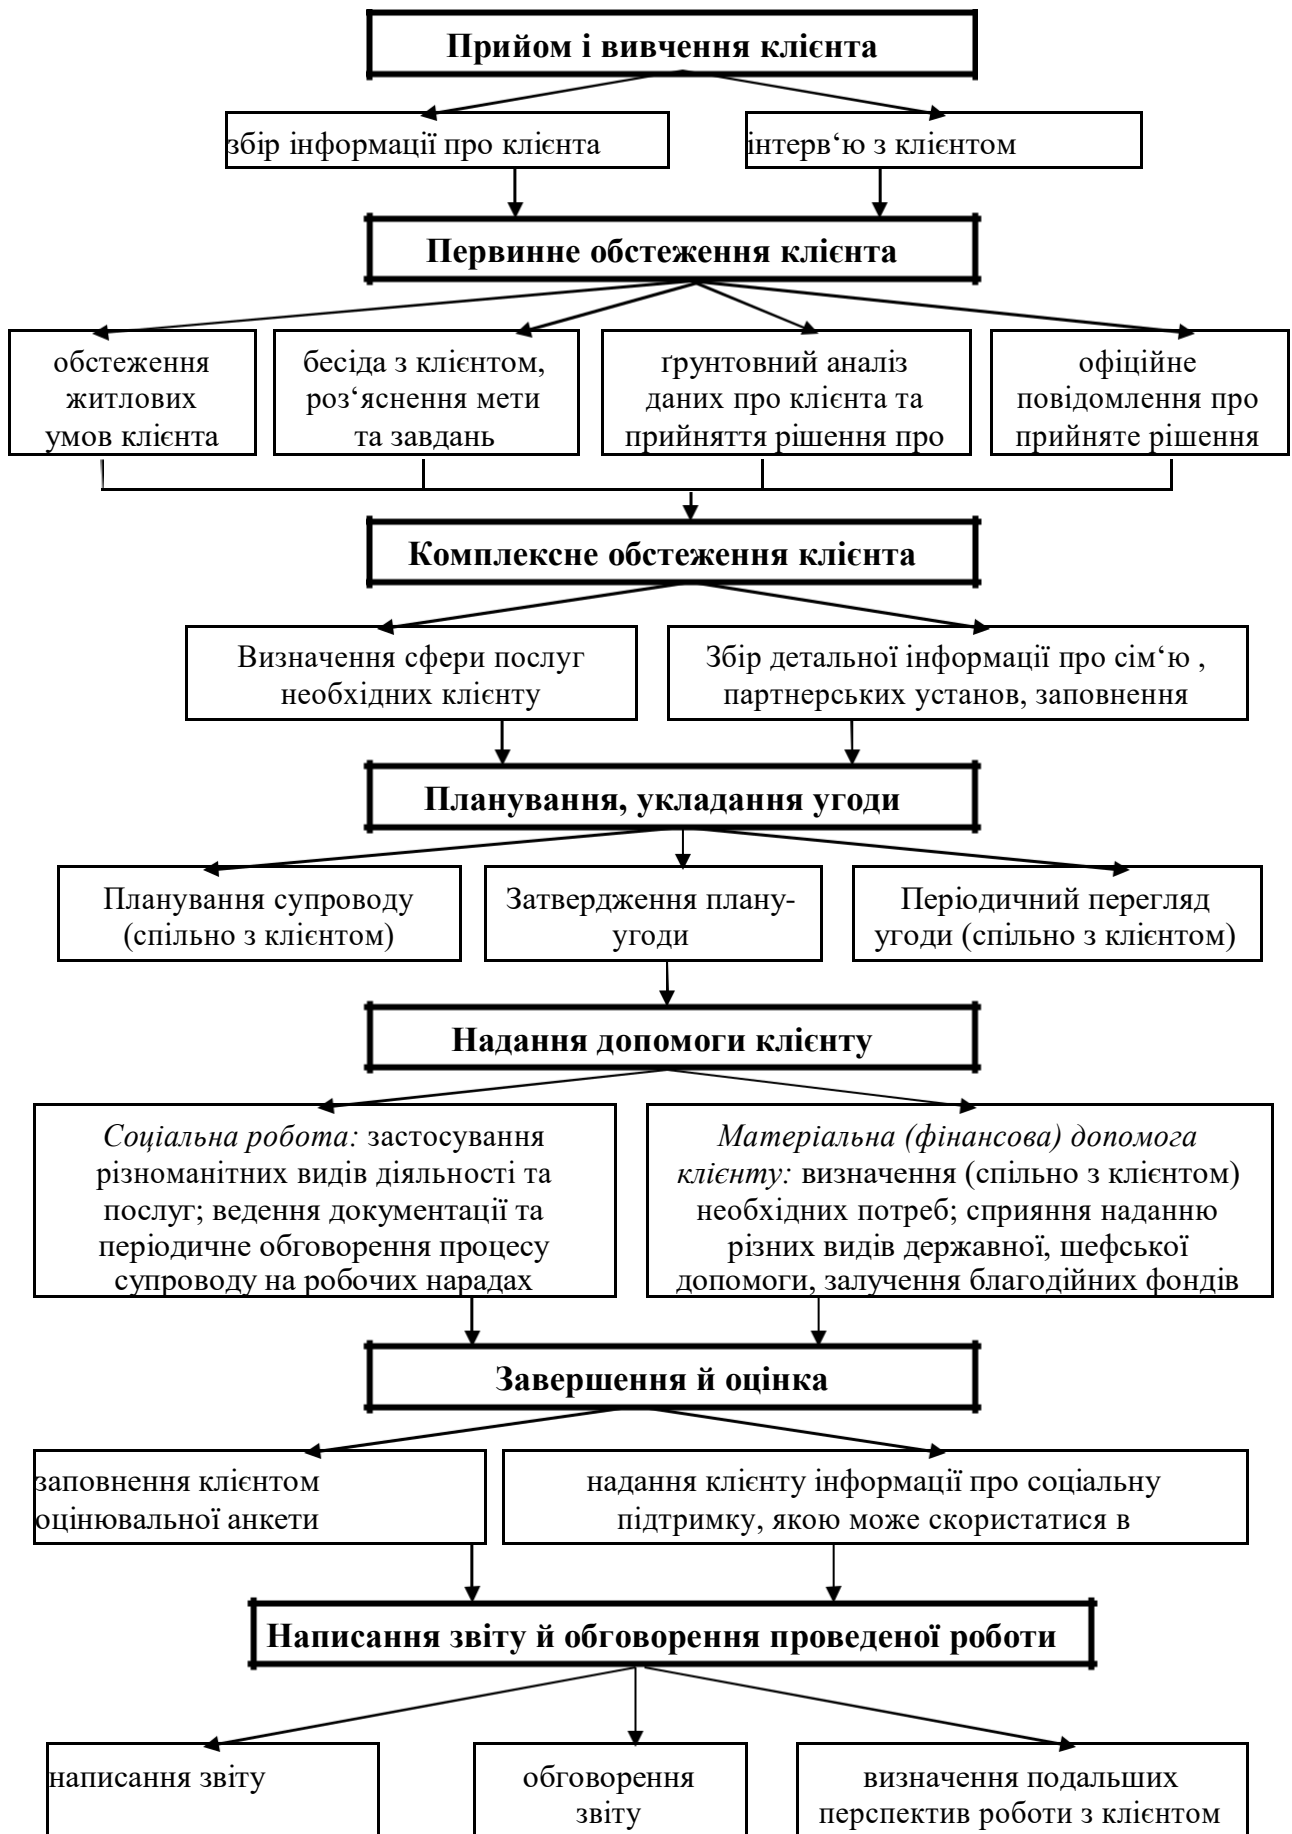 Прийом і вивчення клієнта
збір інформації про клієнта
інтерв‘ю з клієнтом
Первинне обстеження клієнта
обстеження
житлових
умов клієнта
бесіда з клієнтом,
роз‘яснення мети
та завдань
ґрунтовний аналіз
даних про клієнта та
прийняття рішення про
офіційне
повідомлення про
прийняте рішення
Комплексне обстеження клієнта
Визначення сфери послуг
необхідних клієнту
Збір детальної інформації про сім‘ю ,
партнерських установ, заповнення
Планування, укладання угоди
Планування супроводу
(спільно з клієнтом)
Затвердження плану-
угоди
Періодичний перегляд
угоди (спільно з клієнтом)
Надання допомоги клієнту
Соціальна робота: застосування
різноманітних видів діяльності та
послуг; ведення документації та
періодичне обговорення процесу
супроводу на робочих нарадах
Матеріальна (фінансова) допомога
клієнту: визначення (спільно з клієнтом)
необхідних потреб; сприяння наданню
різних видів державної, шефської
допомоги, залучення благодійних фондів
Завершення й оцінка
заповнення клієнтом
оцінювальної анкети
надання клієнту інформації про соціальну
підтримку, якою може скористатися в
Написання звіту й обговорення проведеної роботи
написання звіту
обговорення
звіту
визначення подальших
перспектив роботи з клієнтом